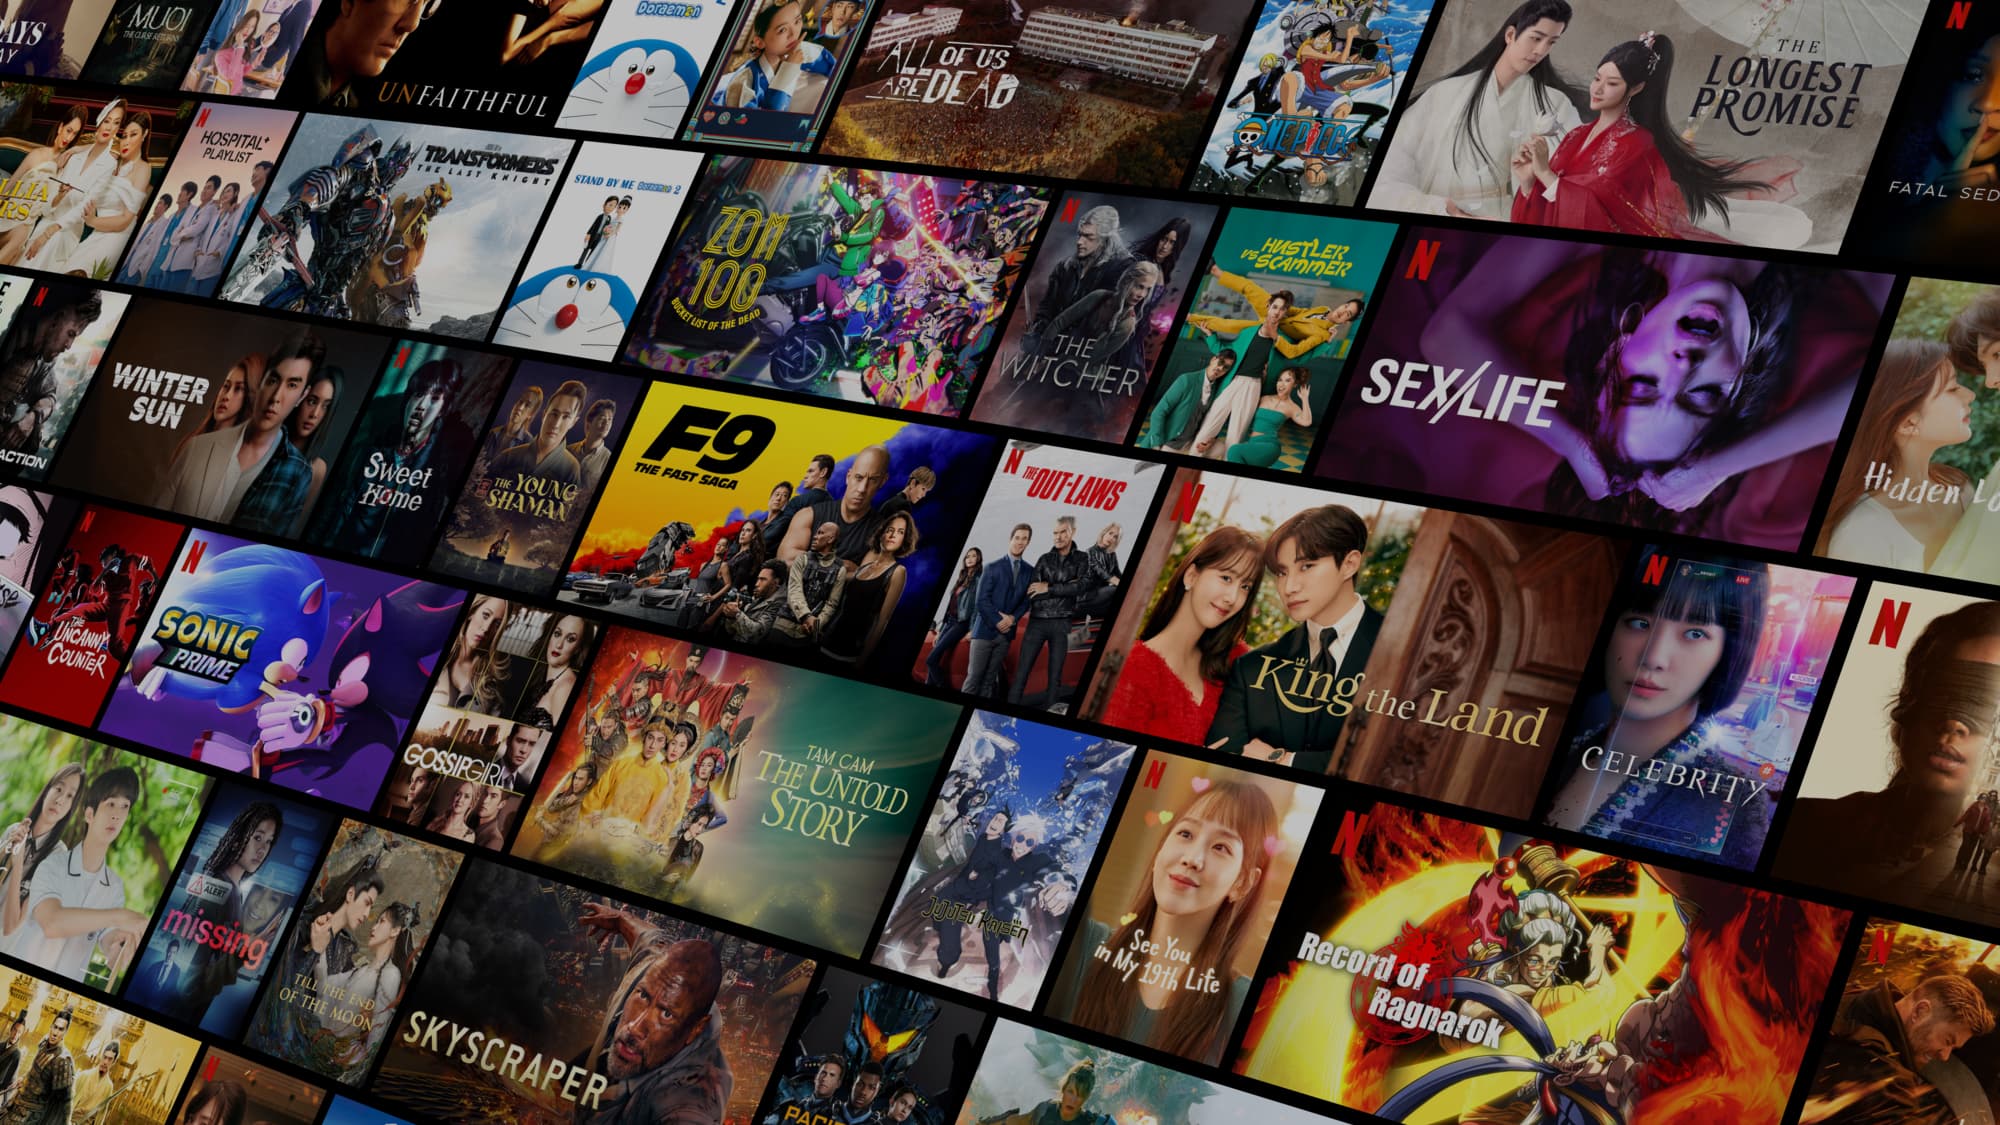 AYS
AY
MUOI
THE CURSE RETURNS
UNFAITHFUL
Doraemon
2
ALL OF US
ARE DEAD
ONE PIECE
THE
LONGEST
PROMISE
N
FATAL SED
LLIA
RS
N
HOSPITAL
PLAYLIST
TRANSFORMERS
THE LAST KNIGHT
STAND BY ME Doraemon 2
ZOM
100
BUCKET LIST OF THE DEAD
N
THE
WITCHER
HUSTLER
VS SCAMMER
N
SEX/LIFE
Hidden Lo
N
ACTION
WINTER
SUN
N
Sweet
Home
THE YOUNG
SHAMAN
F9
THE FAST SAGA
N
THE OUT-LAWS
N
King the Land
N
LIVE
CELEBRITY
#
N
N
THE
UNCANNY
COUNTER
N
SONIC
PRIME
GOSSIP GIRL
TAM CAM
THE UNTOLD
STORY
JUJUTSU KAISEN
N
See You
in My 19th Life
N
Record of
Ragnarok
N
ALERT
missing
TILL THE END
OF THE MOON
SKYSCRAPER
N
PACIF